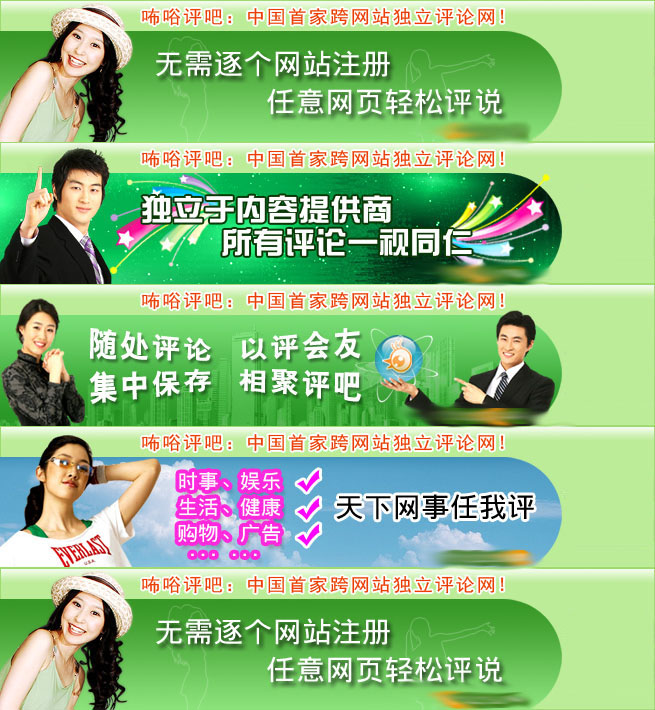 咘嗗评吧：中国首家跨网站独立评论网！
无需逐个网站注册
任意网页轻松评说
咘嗗评吧：中国首家跨网站独立评论网！
独立于内容提供商
所有评论一视同仁
咘嗗评吧：中国首家跨网站独立评论网！
随处评论 以评会友
集中保存 相聚评吧
咘嗗评吧：中国首家跨网站独立评论网！
时事、娱乐
生活、健康
购物、广告
… …
天下网事任我评
EVERLAST
U.S.A.
咘嗗评吧：中国首家跨网站独立评论网！
无需逐个网站注册
任意网页轻松评说